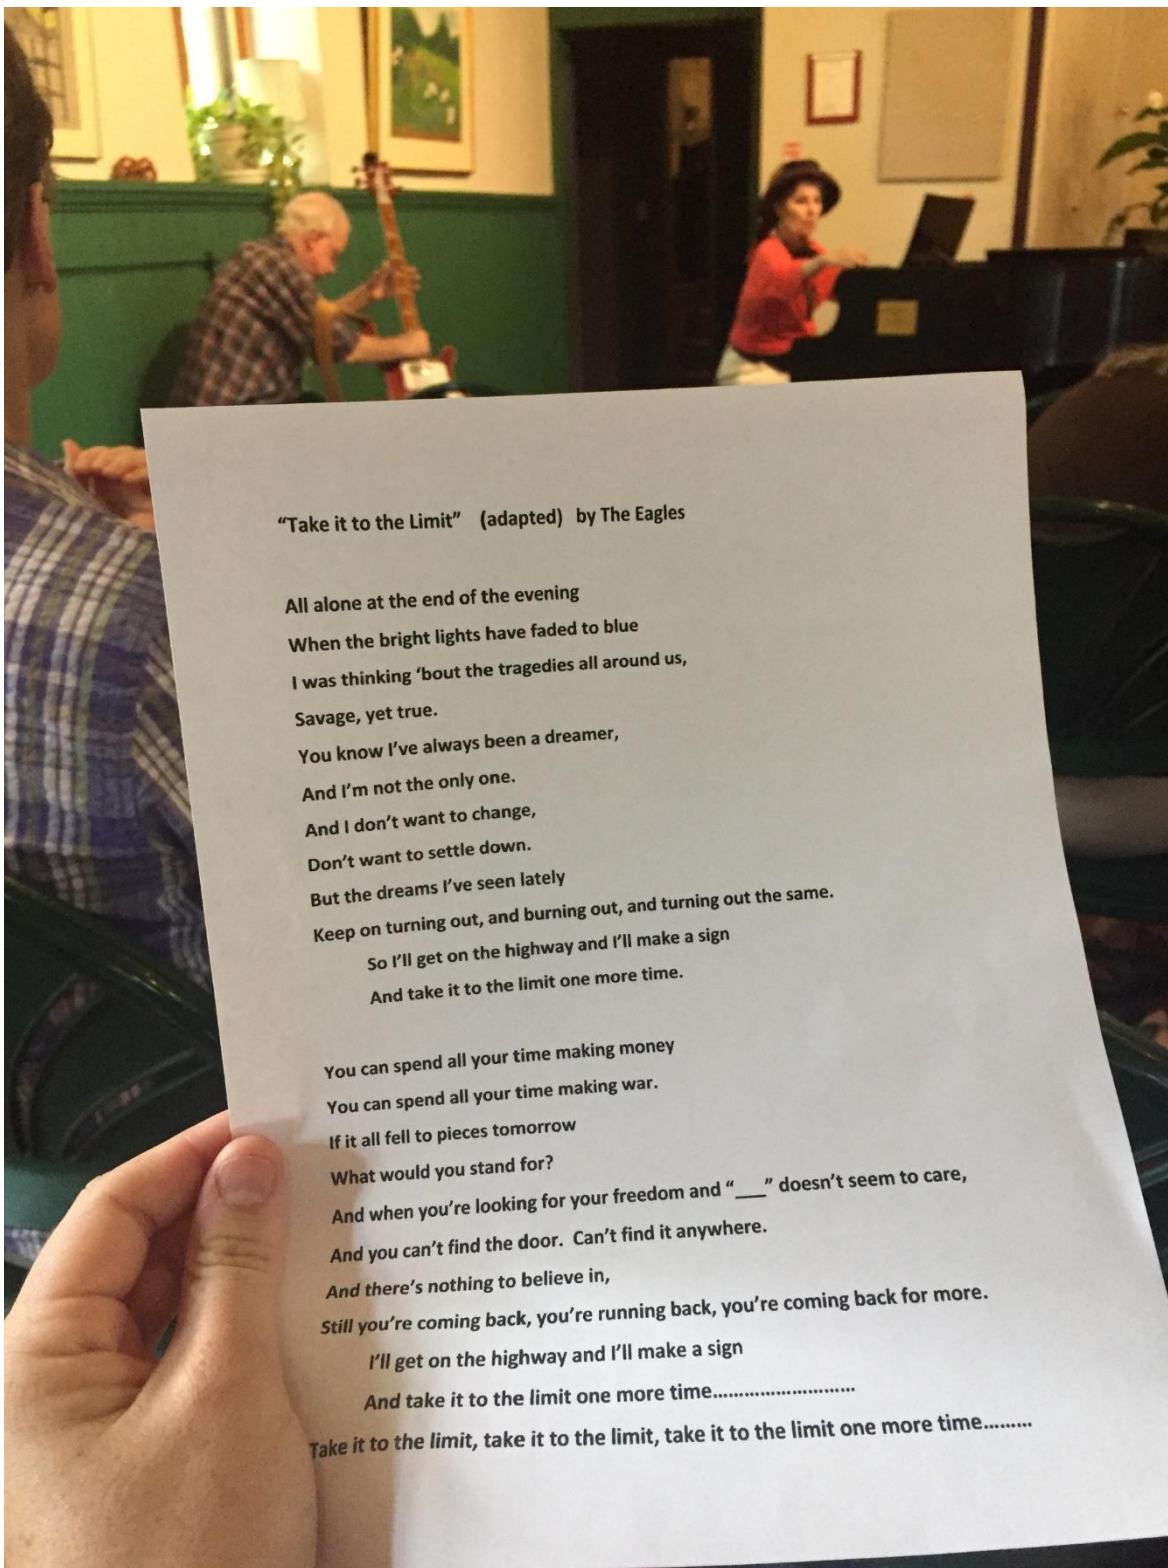 “Take it to the Limit” (adapted) by The Eagles
All alone at the end of the evening
When the bright lights have faded to blue
I was thinking ‘bout the tragedies all around us,
Savage, yet true.
You know I’ve always been a dreamer,
And I’m not the only one.
And I don’t want to change,
Don’t want to settle down.
But the dreams I’ve seen lately
Keep on turning out, and burning out, and turning out the same.
So I’ll get on the highway and I’ll make a sign
And take it to the limit one more time.
You can spend all your time making money
You can spend all your time making war.
If it all fell to pieces tomorrow
What would you stand for?
And when you’re looking for your freedom and “___” doesn’t seem to care,
And you can’t find the door. Can’t find it anywhere.
And there’s nothing to believe in,
Still you’re coming back, you’re running back, you’re coming back for more.
I’ll get on the highway and I’ll make a sign
And take it to the limit one more time...........................
Take it to the limit, take it to the limit, take it to the limit one more time.........